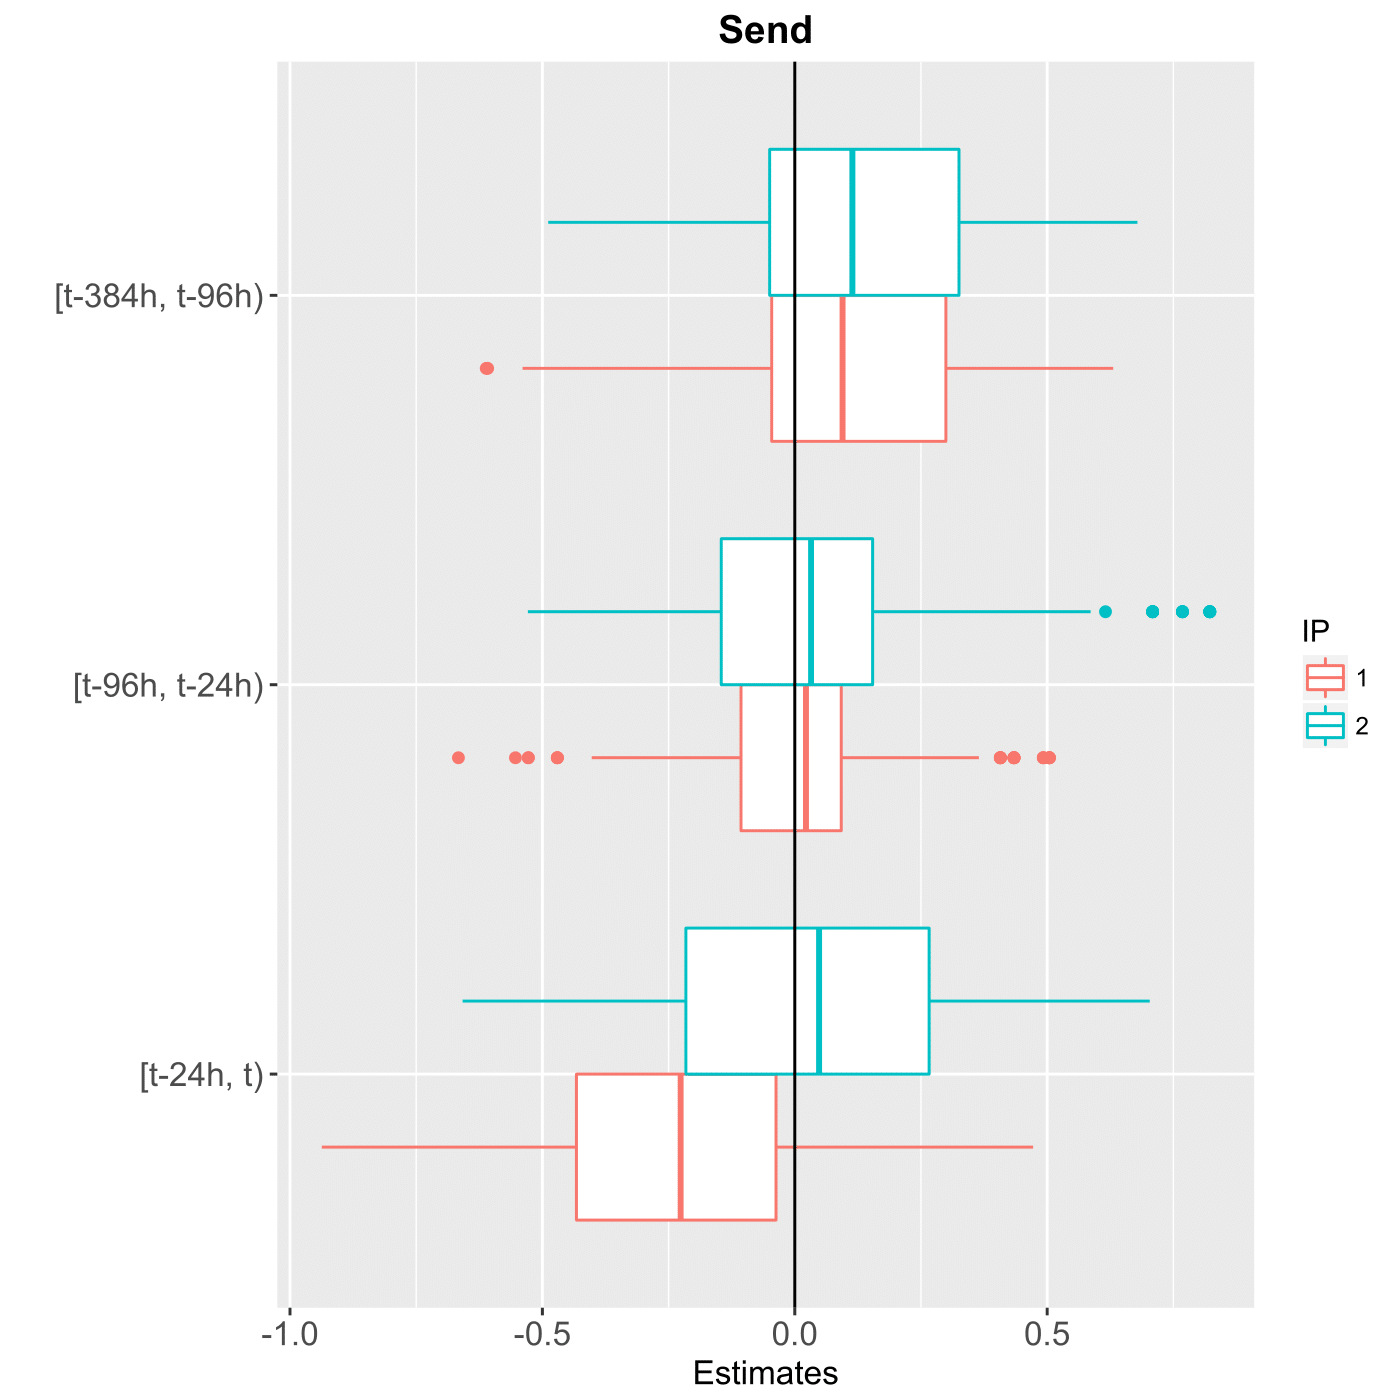 Send
[t-384h, t-96h)
[t-96h, t-24h)
[t-24h, t)
-1.0 -0.5 0.0 0.5
Estimates
IP
1
2